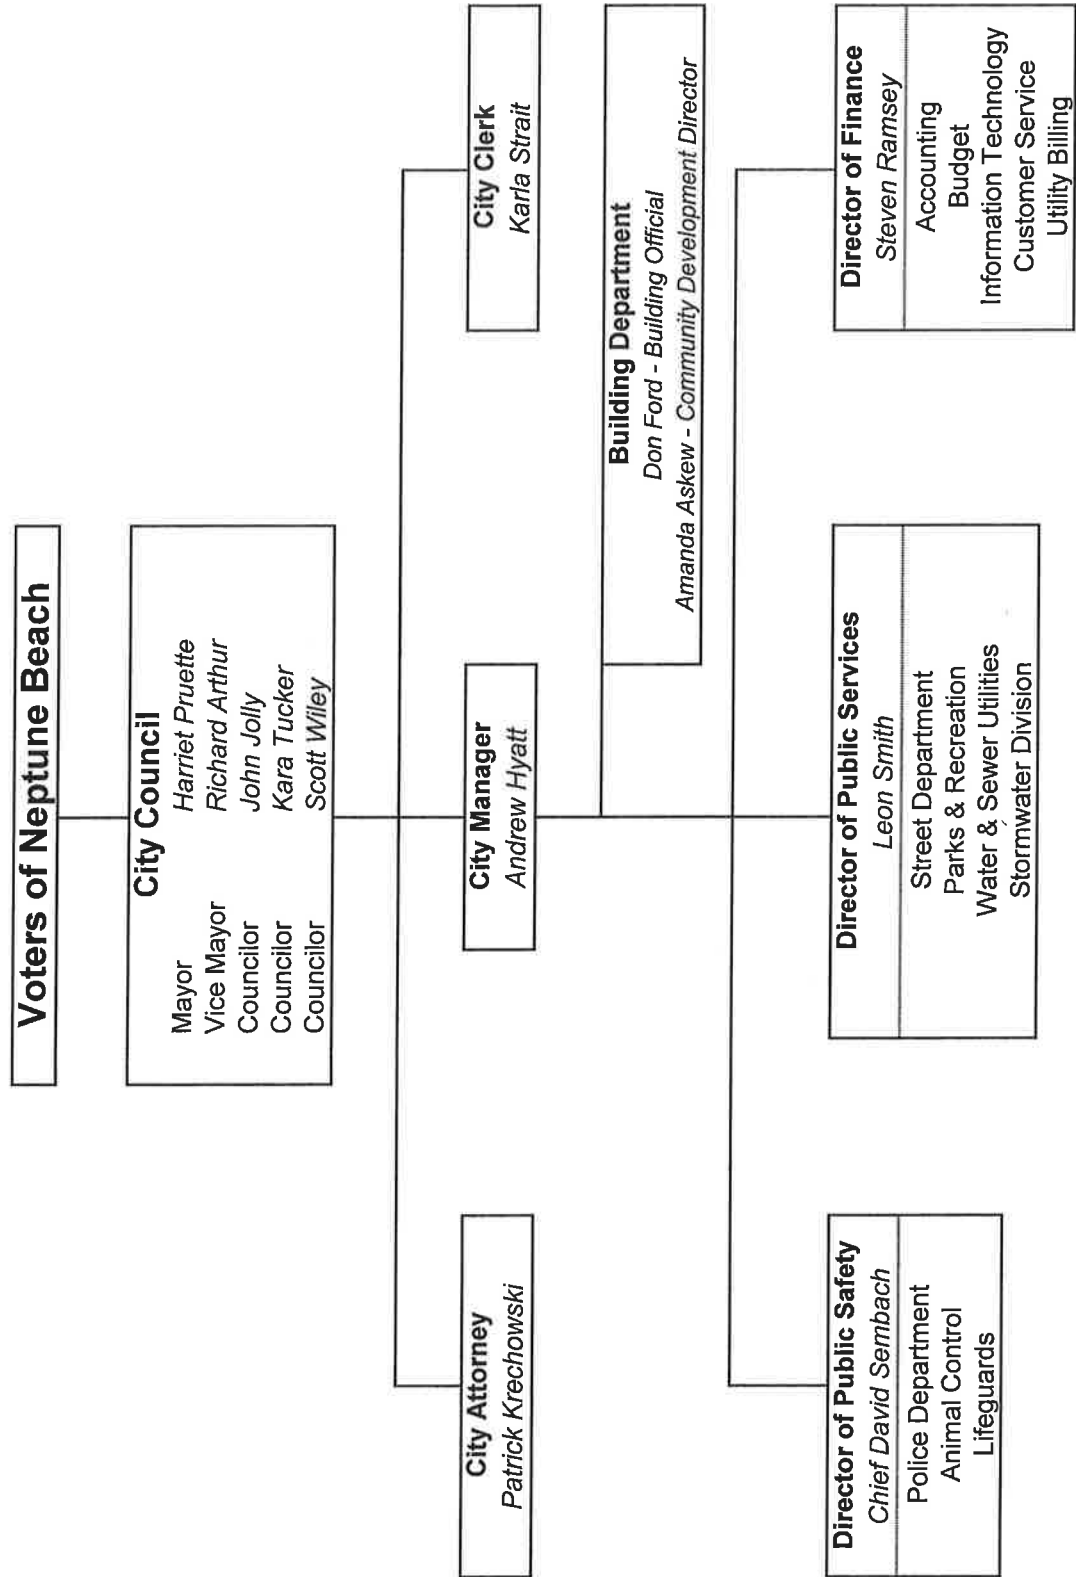 Voters of Neptune Beach
City Council
Mayor Harriet Pruette
Vice Mayor Richard Arthur
Councilor John Jolly
Councilor Kara Tucker
Councilor Scott Wiley
City Attorney
Patrick Krechowski
City Manager
Andrew Hyatt
City Clerk
Karla Strait
Building Department
Don Ford - Building Official
Amanda Askew - Community Development Director
Director of Public Safety
Chief David Sembach
Police Department
Animal Control
Lifeguards
Director of Public Services
Leon Smith
Street Department
Parks & Recreation
Water & Sewer Utilities
Stormwater Division
Director of Finance
Steven Ramsey
Accounting
Budget
Information Technology
Customer Service
Utility Billing